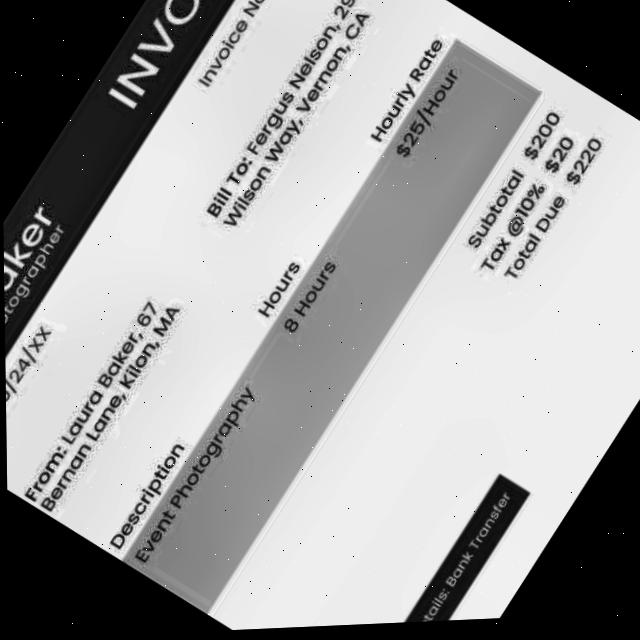 INVO
aker
tographer
Invoice No
/24/XX
Bill To: Fergus Nelson, 29
Wilson Way, Vernon, CA
From: Laura Baker, 67
Bernan Lane, Kilon, MA
Description Hours Hourly Rate
Event Photography 8 Hours $25/Hour
Subtotal $200
Tax @10% $20
Total Due $220
tails: Bank Transfer